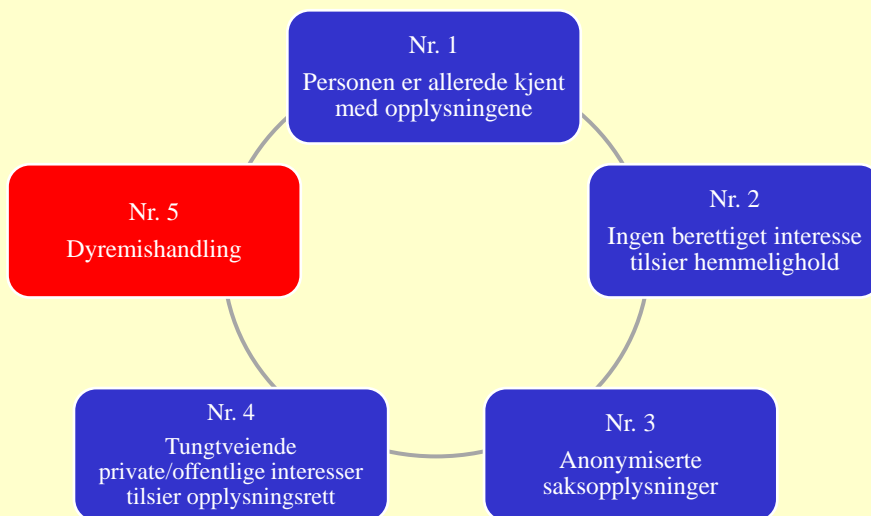 Nr. 1
Personen er allerede kjent
med opplysningene
Nr. 2
Ingen berettiget interesse
tilsier hemmelighold
Nr. 3
Anonymiserte
saksopplysninger
Nr. 4
Tungtveiende
private/offentlige interesser
tilsier opplysningsrett
Nr. 5
Dyremishandling